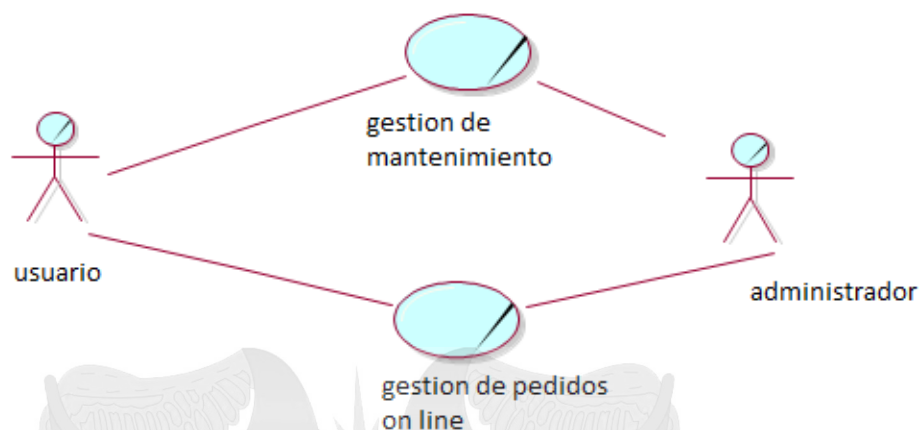 gestion de
mantenimiento
usuario
administrador
gestion de pedidos
on line